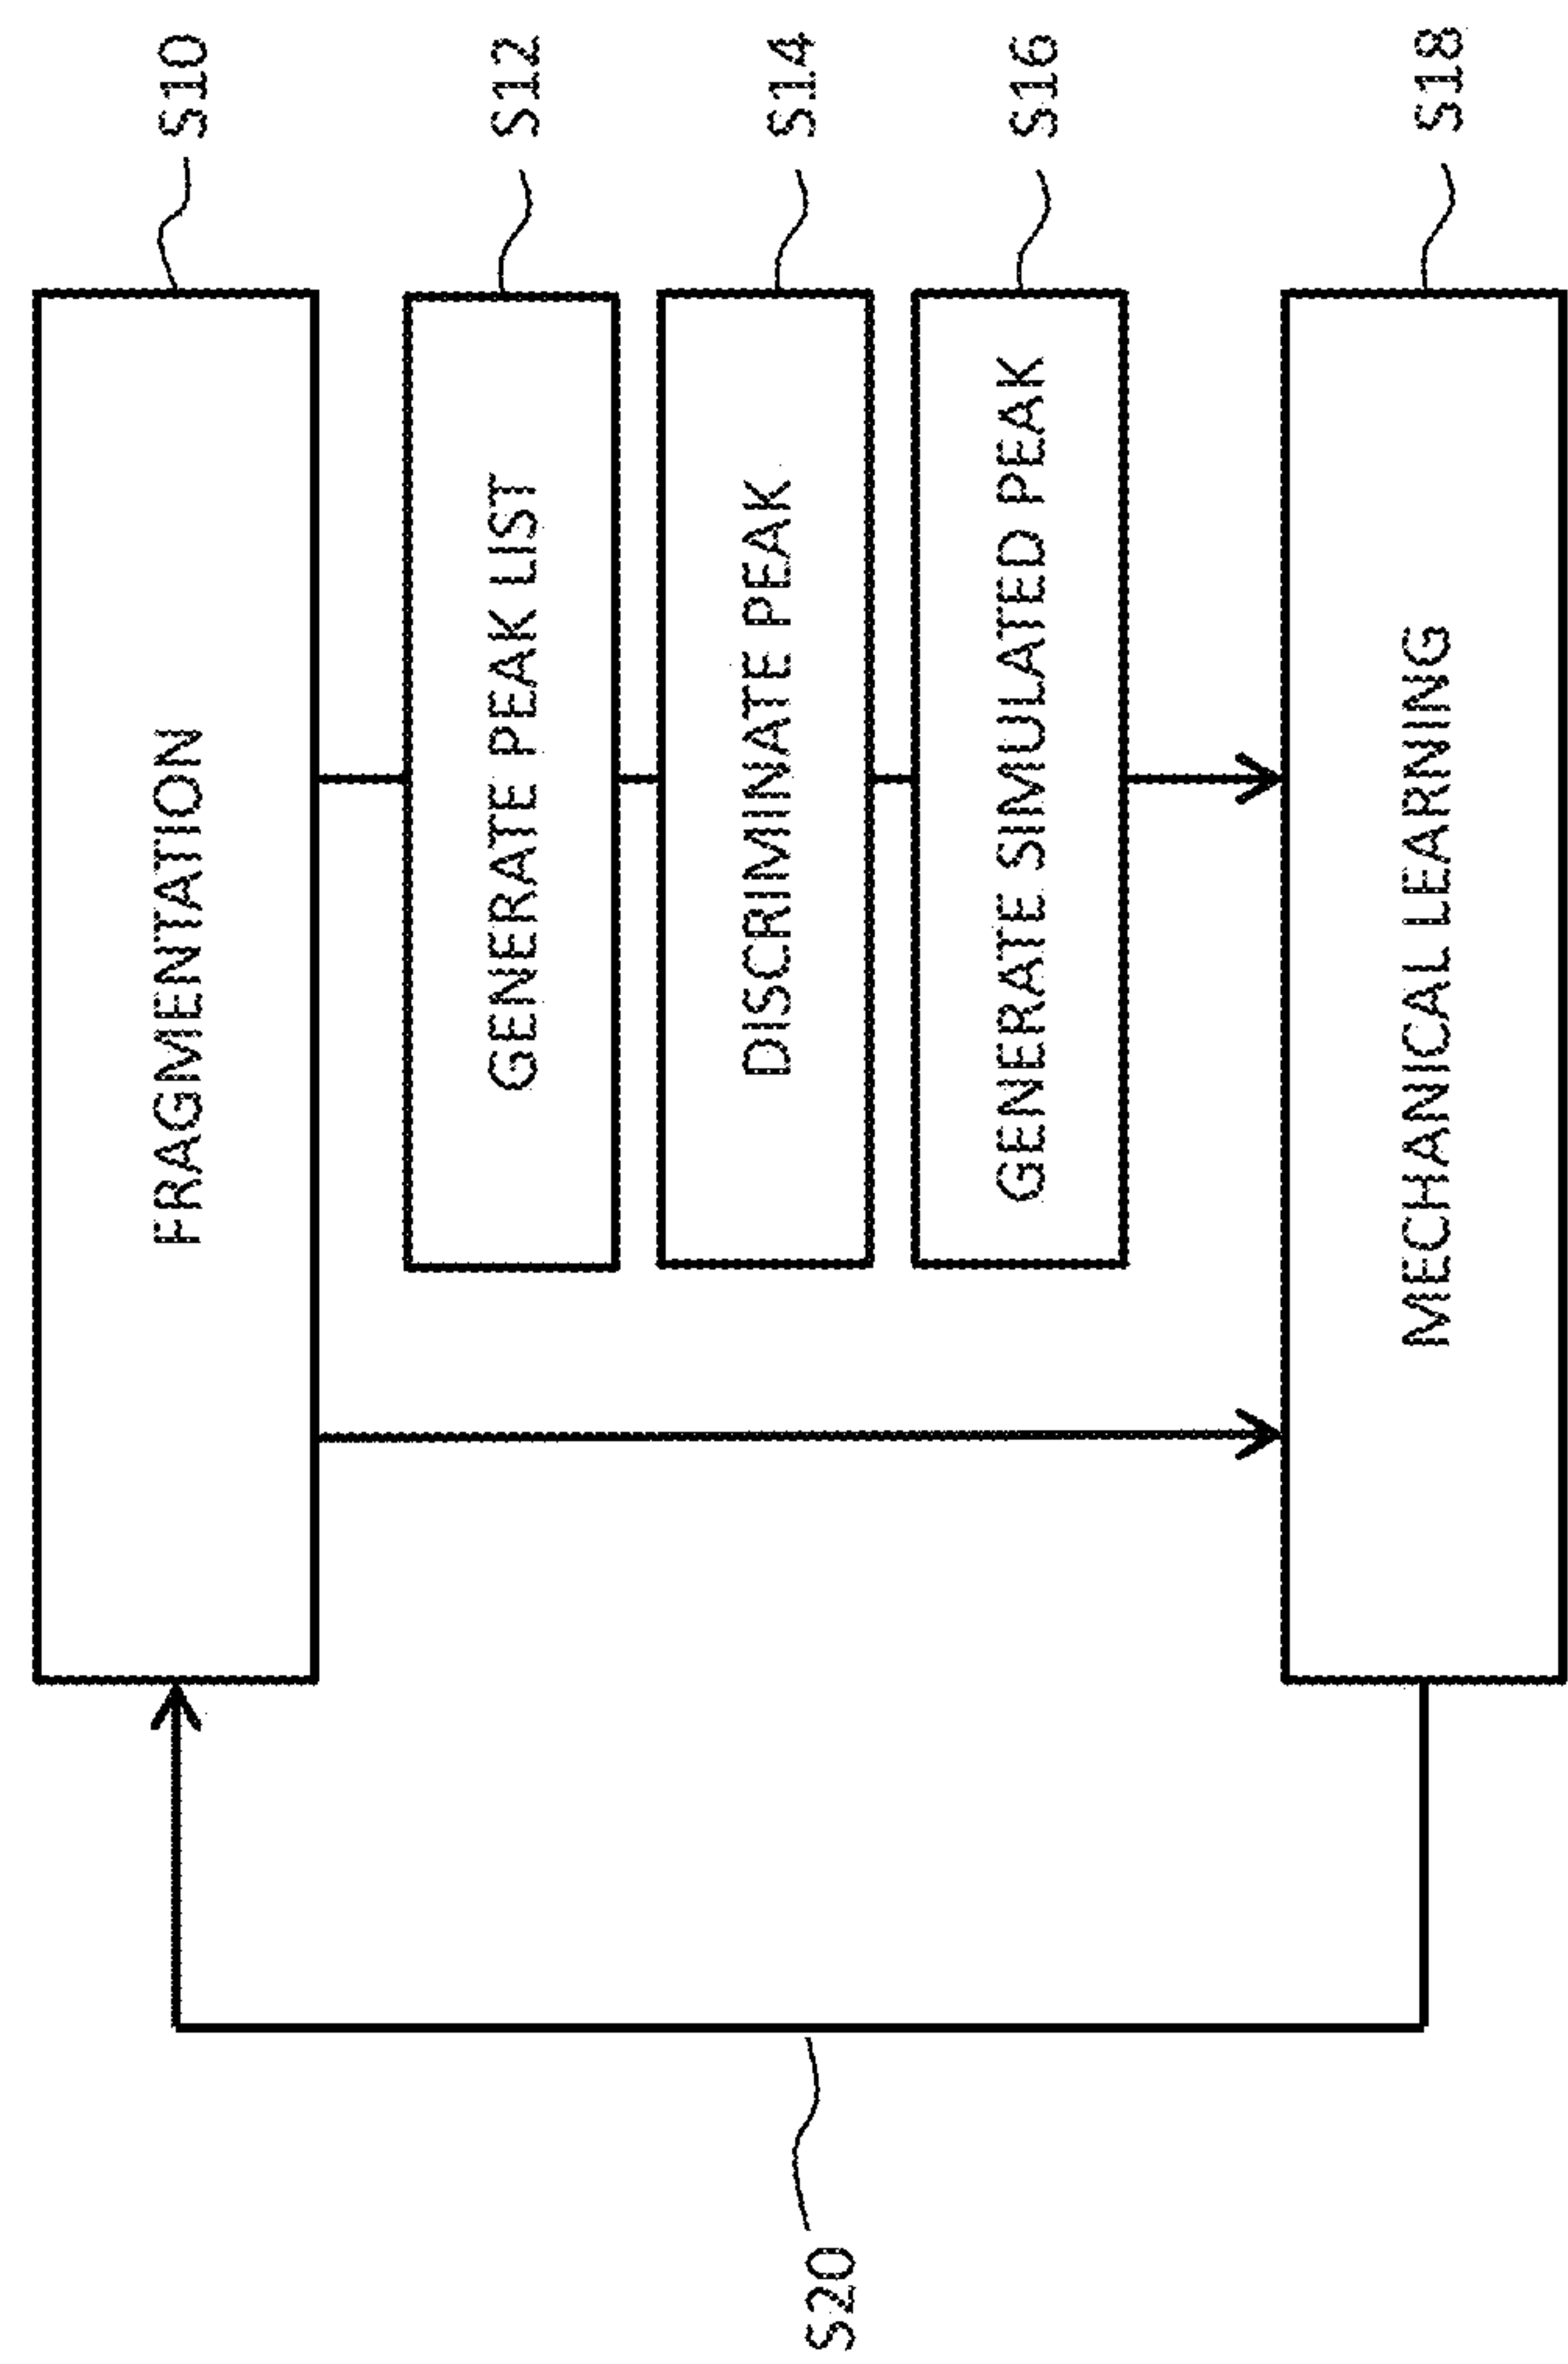 FRAGMENTATION
S10
GENERATE PEAK LIST
S12
DISCRIMINATE PEAK
S14
GENERATE SIMULATED PEAK
S16
MECHANICAL LEARNING
S18
S20